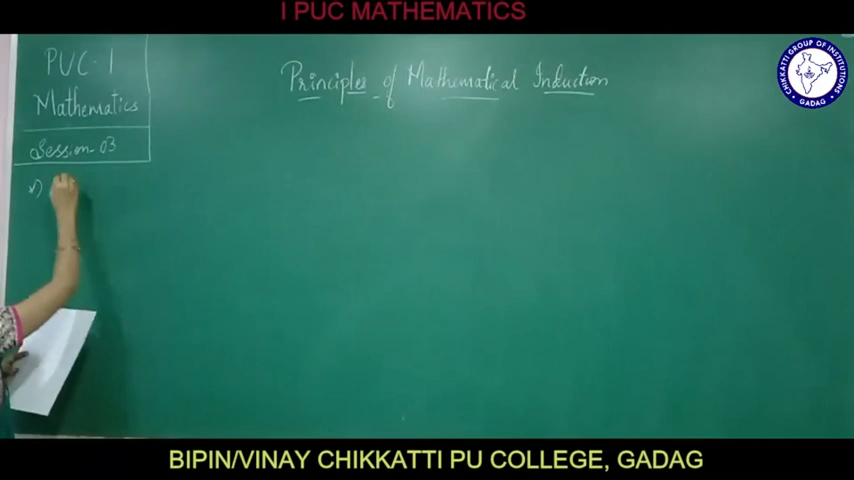 I PUC MATHEMATICS
PUC-1
Mathematics
Session-03
Principles of Mathematical Induction
CHIKKATTI GROUP OF INSTITUTIONS
GADAG
BIPIN/VINAY CHIKKATTI PU COLLEGE, GADAG